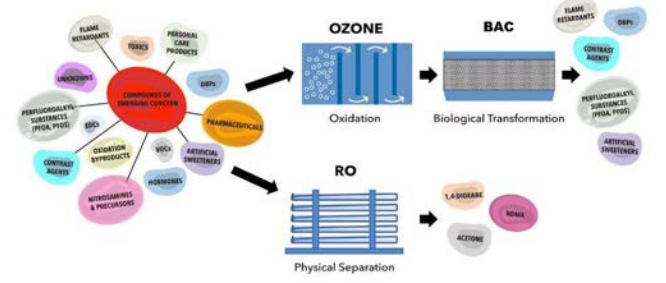 FLAME
RETARDANTS
TOXICS
PERSONAL
CARE
PRODUCTS
UNKNOWNS
COMPOUNDS OF
EMERGING CONCERN
DBPs
PERFLUOROALKYL
SUBSTANCES
(PFOA, PFOS)
EDCs
PHARMACEUTICALS
CONTRAST
AGENTS
OXIDATION
BYPRODUCTS
VOCs
ARTIFICIAL
SWEETENERS
HORMONES
NITROSAMINES
& PRECURSORS
OZONE
Oxidation
BAC
Biological Transformation
FLAME
RETARDANTS
DBPs
CONTRAST
AGENTS
PERFLUOROALKYL
SUBSTANCES
(PFOA, PFOS)
ARTIFICIAL
SWEETENERS
RO
Physical Separation
1,4-DIOXANE
NDMA
ACETONE